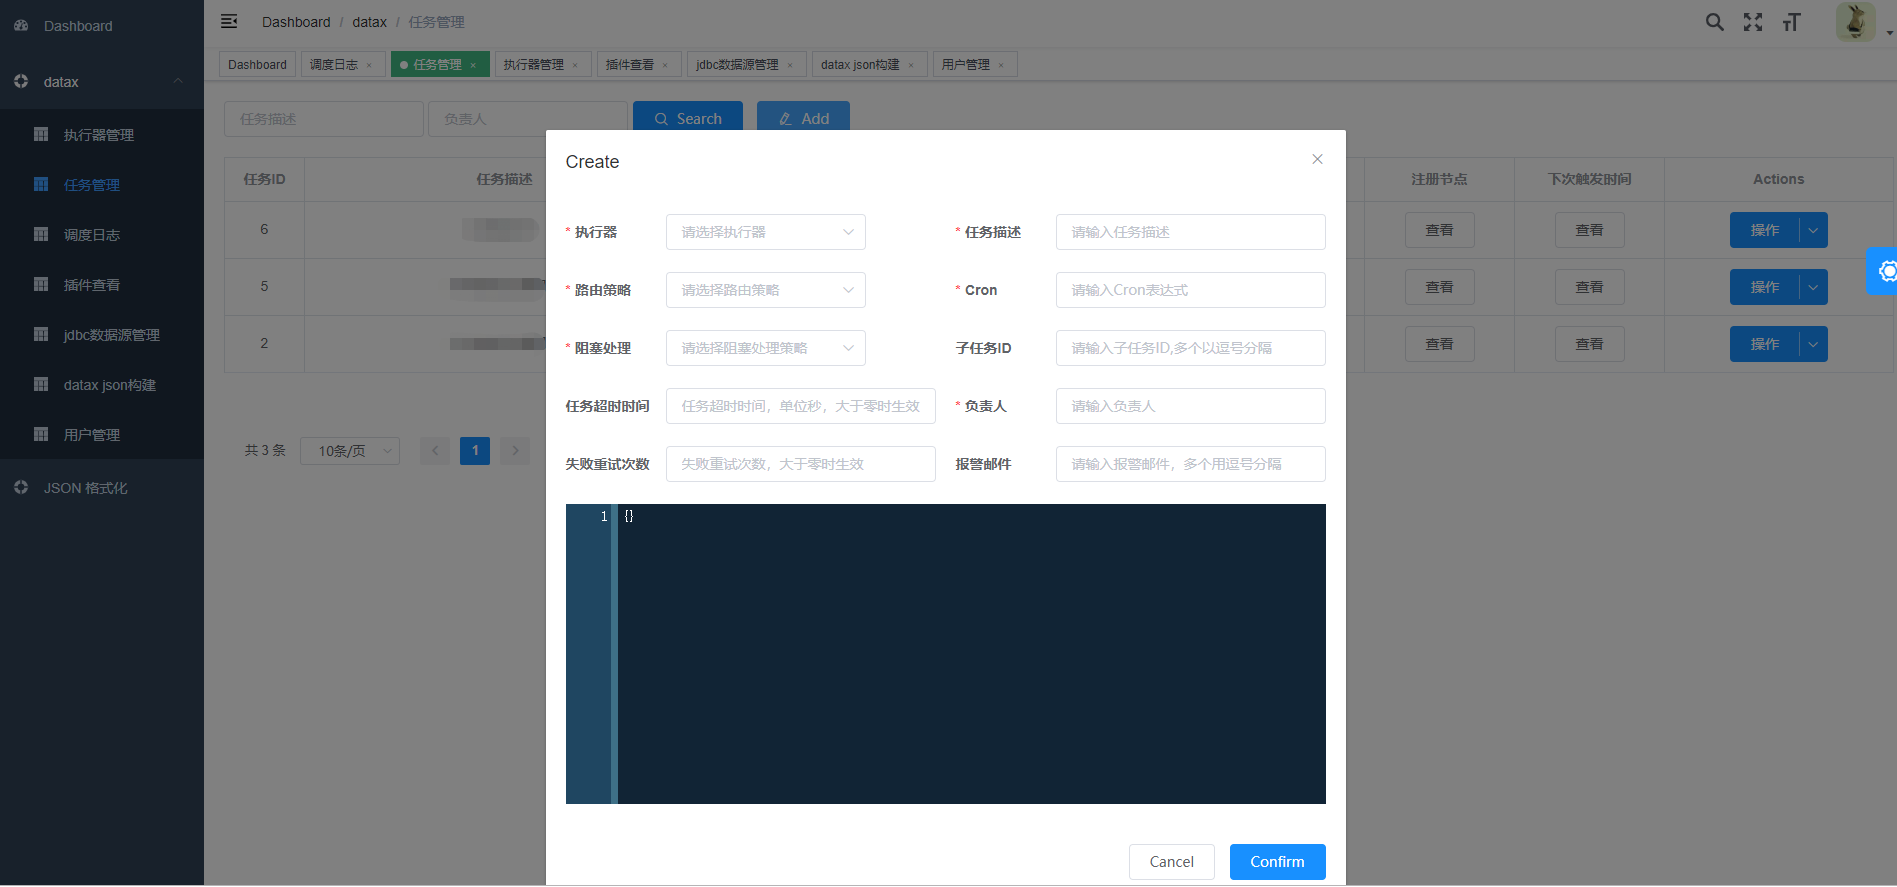 Dashboard
datax
执行器管理
任务管理
调度日志
插件查看
jdbc数据源管理
datax json构建
用户管理
JSON 格式化
Dashboard / datax / 任务管理
Dashboard 调度日志 × 任务管理 × 执行器管理 × 插件查看 × jdbc数据源管理 × datax json构建 × 用户管理 ×
任务描述 负责人 Search Add
任务ID 任务描述 注册节点 下次触发时间 Actions
6 查看 查看 操作
5 查看 查看 操作
2 查看 查看 操作
共 3 条 10条/页 1
Create
* 执行器 请选择执行器 * 任务描述 请输入任务描述
* 路由策略 请选择路由策略 * Cron 请输入Cron表达式
* 阻塞处理 请选择阻塞处理策略 子任务ID 请输入子任务ID,多个以逗号分隔
任务超时时间 任务超时时间，单位秒，大于零时生效 * 负责人 请输入负责人
失败重试次数 失败重试次数，大于零时生效 报警邮件 请输入报警邮件，多个用逗号分隔
1 {}
Cancel Confirm